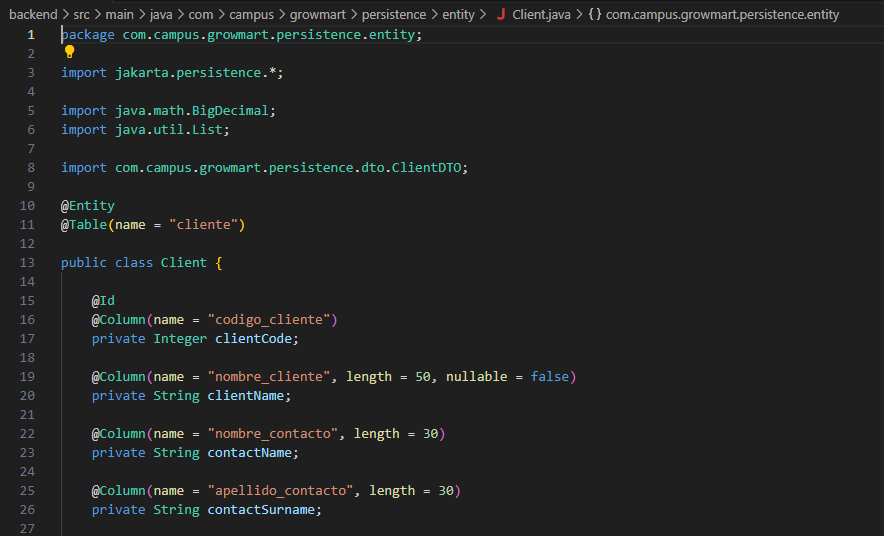 backend > src > main > java > com > campus > growmart > persistence > entity > J Client.java > {} com.campus.growmart.persistence.entity
1 package com.campus.growmart.persistence.entity;
2
3 import jakarta.persistence.*;
4
5 import java.math.BigDecimal;
6 import java.util.List;
7
8 import com.campus.growmart.persistence.dto.ClientDTO;
9
10 @Entity
11 @Table(name = "cliente")
12
13 public class Client {
14
15 @Id
16 @Column(name = "codigo_cliente")
17 private Integer clientCode;
18
19 @Column(name = "nombre_cliente", length = 50, nullable = false)
20 private String clientName;
21
22 @Column(name = "nombre_contacto", length = 30)
23 private String contactName;
24
25 @Column(name = "apellido_contacto", length = 30)
26 private String contactSurname;
27